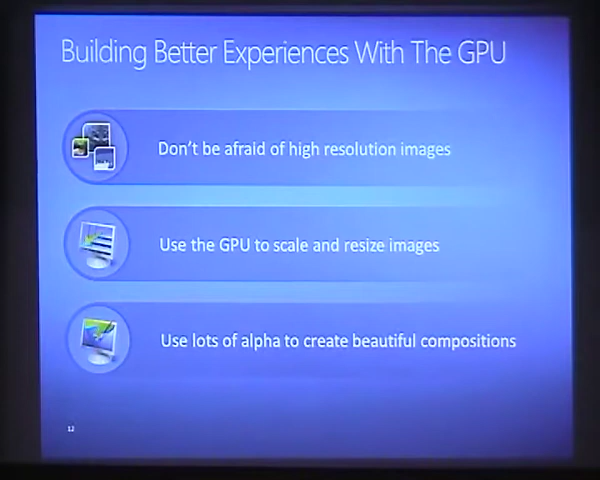 Building Better Experiences With The GPU
Don't be afraid of high resolution images
Use the GPU to scale and resize images
Use lots of alpha to create beautiful compositions
12